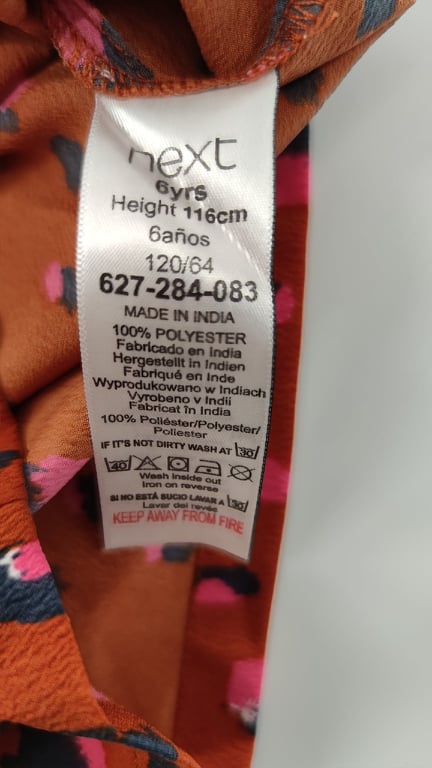 next
6yrs
Height 116cm
6años
120/64
627-284-083
MADE IN INDIA
100% POLYESTER
Fabricado en India
Hergestellt in Indien
Fabriqué en Inde
Wyprodukowano w Indiach
Vyrobeno v Indii
Fabricat în India
100% Poliéster/Polyester/
Poliester
IF IT'S NOT DIRTY WASH AT 30
40
Wash inside out
Iron on reverse
SI NO ESTÁ SUCIO LAVAR A 30
Lavar del revés
KEEP AWAY FROM FIRE